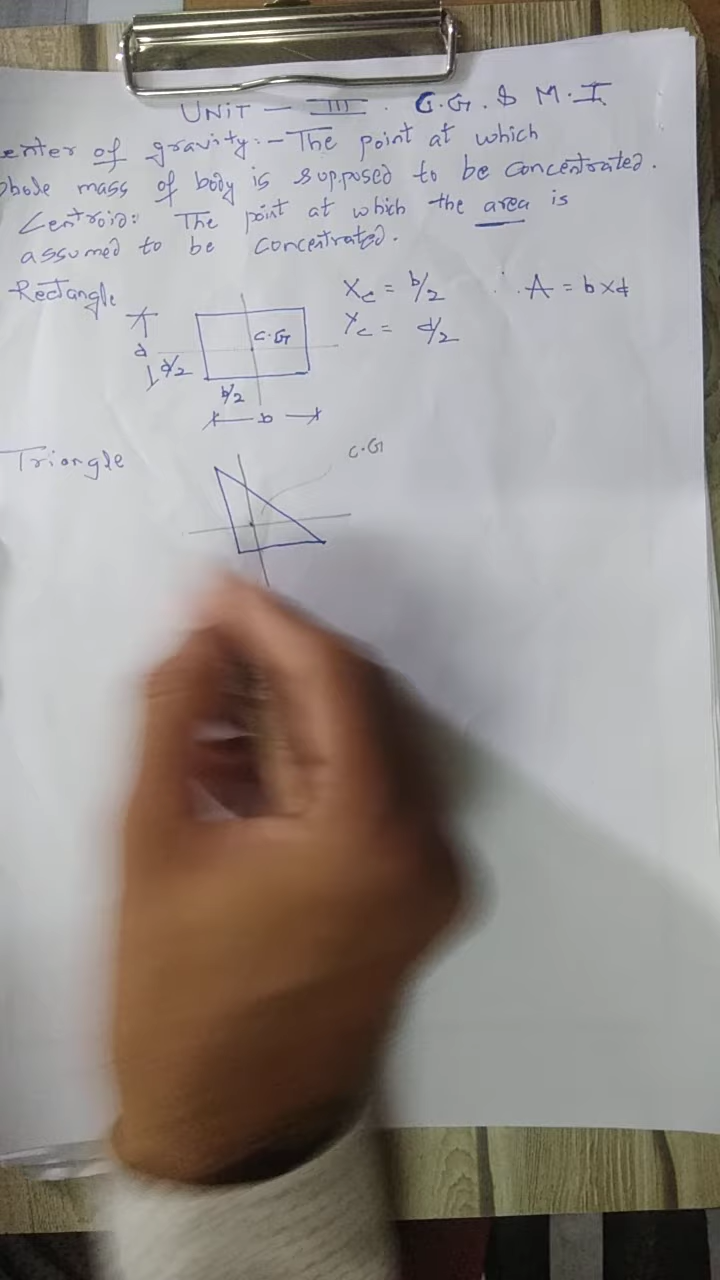 UNIT — III . C.G. & M.I
enter of gravity:- The point at which
hole mass of body is supposed to be concentrated.
Centroid: The point at which the area is
assumed to be concentrated.
Rectangle
Xc = b/2 ∴ A = b×d
Yc = d/2
C.G
d
d/2
b/2
b
Triangle
C.G